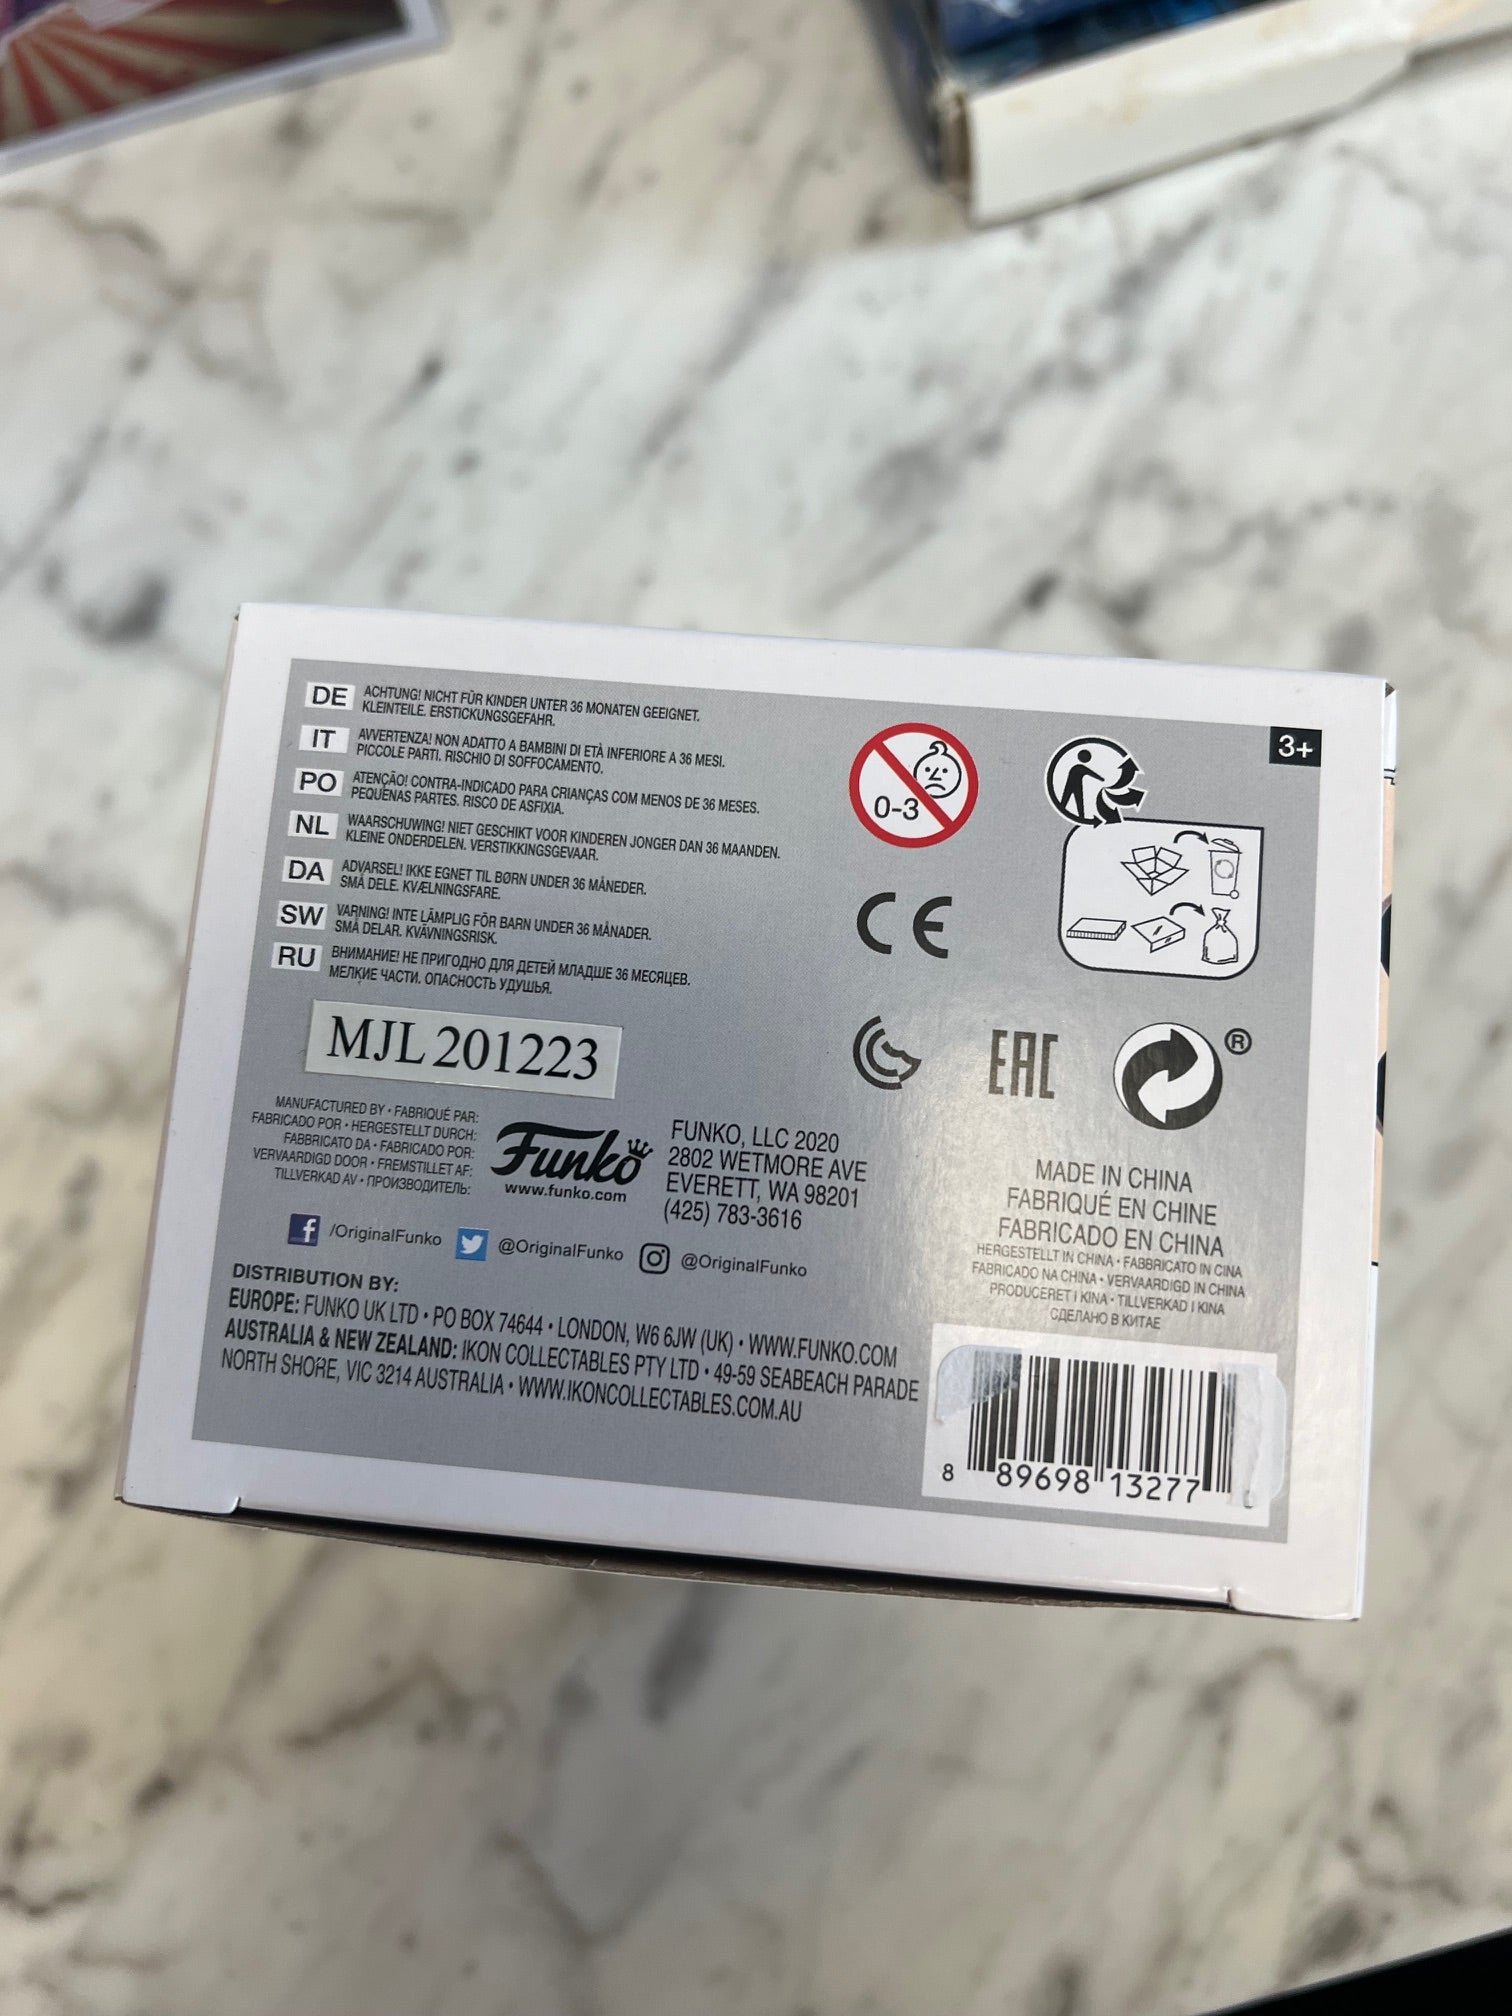 DE ACHTUNG! NICHT FÜR KINDER UNTER 36 MONATEN GEEIGNET.
KLEINTEILE. ERSTICKUNGSGEFAHR.
IT AVVERTENZA! NON ADATTO A BAMBINI DI ETÀ INFERIORE A 36 MESI.
PICCOLE PARTI. RISCHIO DI SOFFOCAMENTO.
PO ATENÇÃO! CONTRA-INDICADO PARA CRIANÇAS COM MENOS DE 36 MESES.
PEQUENAS PARTES. RISCO DE ASFIXIA.
NL WAARSCHUWING! NIET GESCHIKT VOOR KINDEREN JONGER DAN 36 MAANDEN.
KLEINE ONDERDELEN. VERSTIKKINGSGEVAAR.
DA ADVARSEL! IKKE EGNET TIL BØRN UNDER 36 MÅNEDER.
SMÅ DELE. KVÆLNINGSFARE.
SW VARNING! INTE LÄMPLIG FÖR BARN UNDER 36 MÅNADER.
SMÅ DELAR. KVÄVNINGSRISK.
RU ВНИМАНИЕ! НЕ ПРИГОДНО ДЛЯ ДЕТЕЙ МЛАДШЕ 36 МЕСЯЦЕВ.
МЕЛКИЕ ЧАСТИ. ОПАСНОСТЬ УДУШЬЯ.
0-3
3+
CE
EAC
®
MJL 201223
MANUFACTURED BY • FABRIQUÉ PAR:
FABRICADO POR • HERGESTELLT DURCH:
FABBRICATO DA • FABRICADO POR:
VERVAARDIGD DOOR • FREMSTILLET AF:
TILLVERKAD AV • ПРОИЗВОДИТЕЛЬ:
Funko
www.funko.com
FUNKO, LLC 2020
2802 WETMORE AVE
EVERETT, WA 98201
(425) 783-3616
/OriginalFunko
@OriginalFunko
@OriginalFunko
MADE IN CHINA
FABRIQUÉ EN CHINE
FABRICADO EN CHINA
HERGESTELLT IN CHINA • FABBRICATO IN CINA
FABRICADO NA CHINA • VERVAARDIGD IN CHINA
PRODUCERET I KINA • TILLVERKAD I KINA
СДЕЛАНО В КИТАЕ
DISTRIBUTION BY:
EUROPE: FUNKO UK LTD • PO BOX 74644 • LONDON, W6 6JW (UK) • WWW.FUNKO.COM
AUSTRALIA & NEW ZEALAND: IKON COLLECTABLES PTY LTD • 49-59 SEABEACH PARADE
NORTH SHORE, VIC 3214 AUSTRALIA • WWW.IKONCOLLECTABLES.COM.AU
8 89698 13277